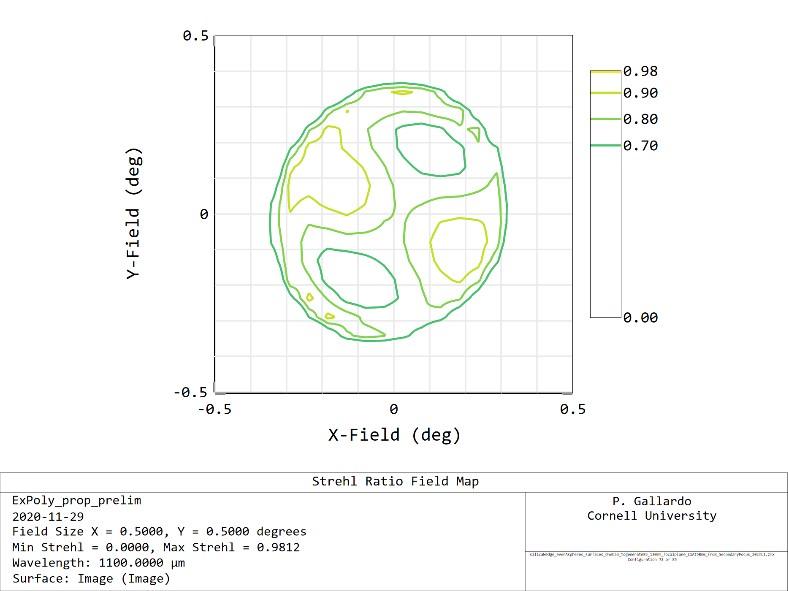 0.5
0
-0.5
-0.5
0
0.5
Y-Field (deg)
X-Field (deg)
0.98
0.90
0.80
0.70
0.00
Strehl Ratio Field Map
ExPoly_prop_prelim
2020-11-29
Field Size X = 0.5000, Y = 0.5000 degrees
Min Strehl = 0.0000, Max Strehl = 0.9812
Wavelength: 1100.0000 µm
Surface: Image (Image)
P. Gallardo
Cornell University